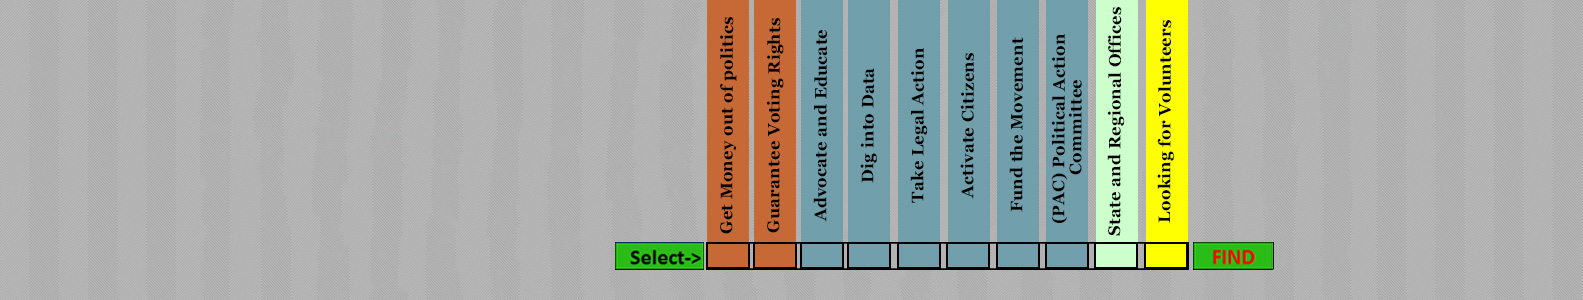 Get Money out of politics
Guarantee Voting Rights
Advocate and Educate
Dig into Data
Take Legal Action
Activate Citizens
Fund the Movement
(PAC) Political Action
Committee
State and Regional Offices
Looking for Volunteers
Select->
FIND